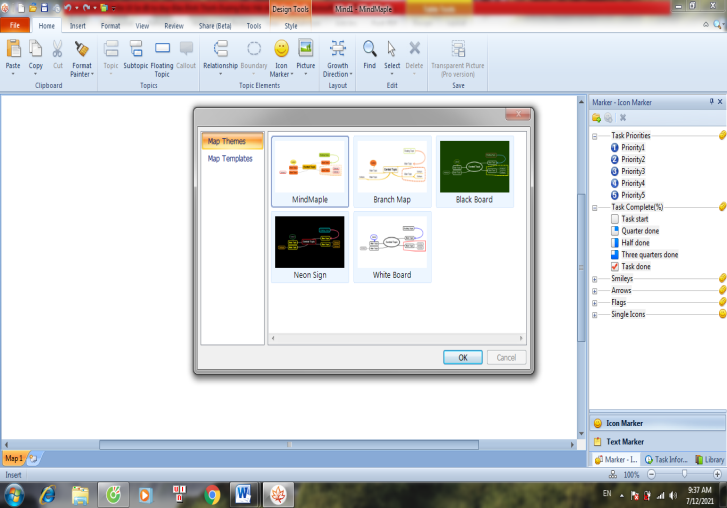 Design Tools
Mind1 - MindMaple
File
Home
Insert
Format
View
Review
Share (Beta)
Tools
Style
Paste
Copy
Cut
Format Painter
Topic
Subtopic
Floating Topic
Callout
Relationship
Boundary
Icon Marker
Picture
Growth Direction
Find
Select
Delete
Transparent Picture (Pro version)
Clipboard
Topics
Topic Elements
Layout
Edit
Save
Map Themes
Map Templates
MindMaple
Branch Map
Black Board
Neon Sign
White Board
OK
Cancel
Marker - Icon Marker
Task Priorities
1 Priority1
2 Priority2
3 Priority3
4 Priority4
5 Priority5
Task Complete(%)
Task start
Quarter done
Half done
Three quarters done
Task done
Smileys
Arrows
Flags
Single Icons
Icon Marker
Text Marker
Marker - I...
Task Infor...
Library
Map 1
Insert
100%
EN
9:37 AM
7/12/2021